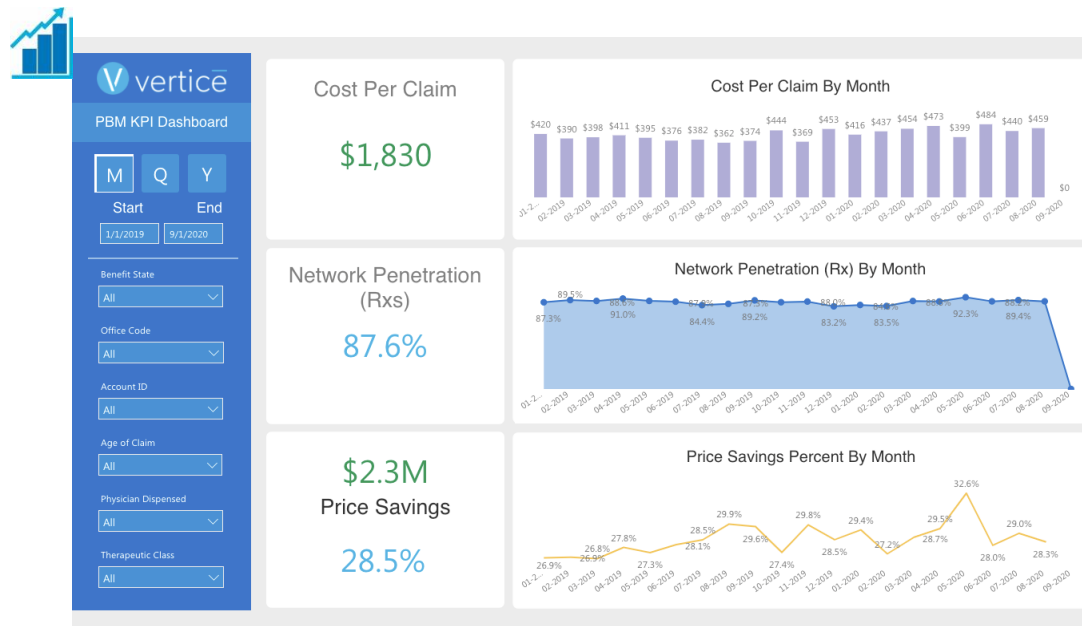 vertice
PBM KPI Dashboard
M Q Y
Start End
1/1/2019 9/1/2020
Benefit State
All
Office Code
All
Account ID
All
Age of Claim
All
Physician Dispensed
All
Therapeutic Class
All
Cost Per Claim
$1,830
Cost Per Claim By Month
$420 $390 $398 $411 $395 $376 $382 $362 $374 $444 $369 $453 $416 $437 $454 $473 $399 $484 $440 $459 $0
02-2019 03-2019 04-2019 05-2019 06-2019 07-2019 08-2019 09-2019 10-2019 11-2019 12-2019 01-2020 02-2020 03-2020 04-2020 05-2020 06-2020 07-2020 08-2020 09-2020
Network Penetration
(Rxs)
87.6%
Network Penetration (Rx) By Month
89.5% 88.6% 88.0%
87.3% 91.0% 84.4% 89.2% 83.2% 83.5% 92.3% 89.4%
01-2... 02-2019 03-2019 04-2019 05-2019 06-2019 07-2019 08-2019 09-2019 10-2019 11-2019 12-2019 01-2020 02-2020 03-2020 04-2020 05-2020 06-2020 07-2020 08-2020 09-2020
$2.3M
Price Savings
28.5%
Price Savings Percent By Month
26.9% 26.8% 26.9% 27.8% 27.3% 28.5% 28.1% 29.9% 29.6% 27.4% 29.8% 28.5% 29.4% 27.2% 28.7% 29.5% 32.6% 28.0% 29.0% 28.3%
01-2... 02-2019 03-2019 04-2019 05-2019 06-2019 07-2019 08-2019 09-2019 10-2019 11-2019 12-2019 01-2020 02-2020 03-2020 04-2020 05-2020 06-2020 07-2020 08-2020 09-2020